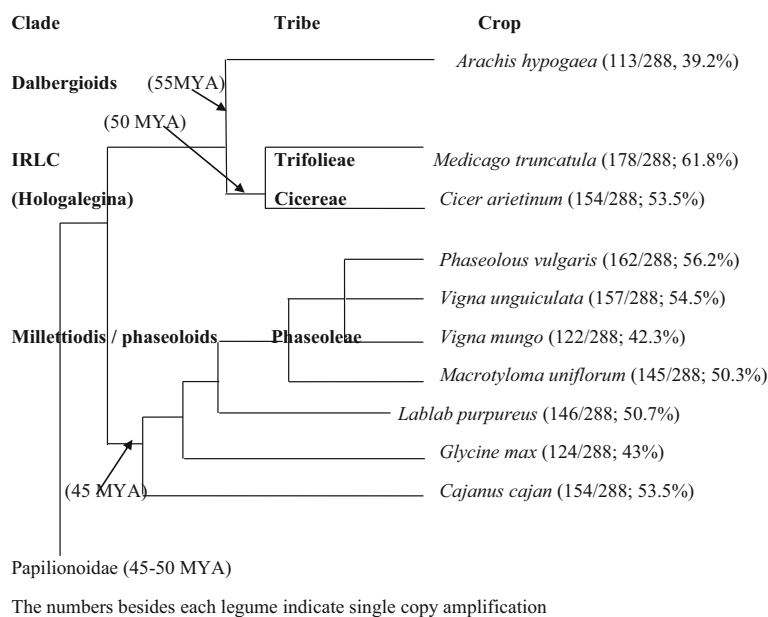 Clade Tribe Crop
Arachis hypogaea (113/288, 39.2%)
Dalbergioids (55MYA)
(50 MYA)
IRLC Trifolieae Medicago truncatula (178/288; 61.8%)
(Hologalegina) Cicereae Cicer arietinum (154/288; 53.5%)
Phaseolous vulgaris (162/288; 56.2%)
Vigna unguiculata (157/288; 54.5%)
Millettiodis / phaseoloids Phaseoleae Vigna mungo (122/288; 42.3%)
Macrotyloma uniflorum (145/288; 50.3%)
Lablab purpureus (146/288; 50.7%)
Glycine max (124/288; 43%)
(45 MYA) Cajanus cajan (154/288; 53.5%)
Papilionoidae (45-50 MYA)
The numbers besides each legume indicate single copy amplification